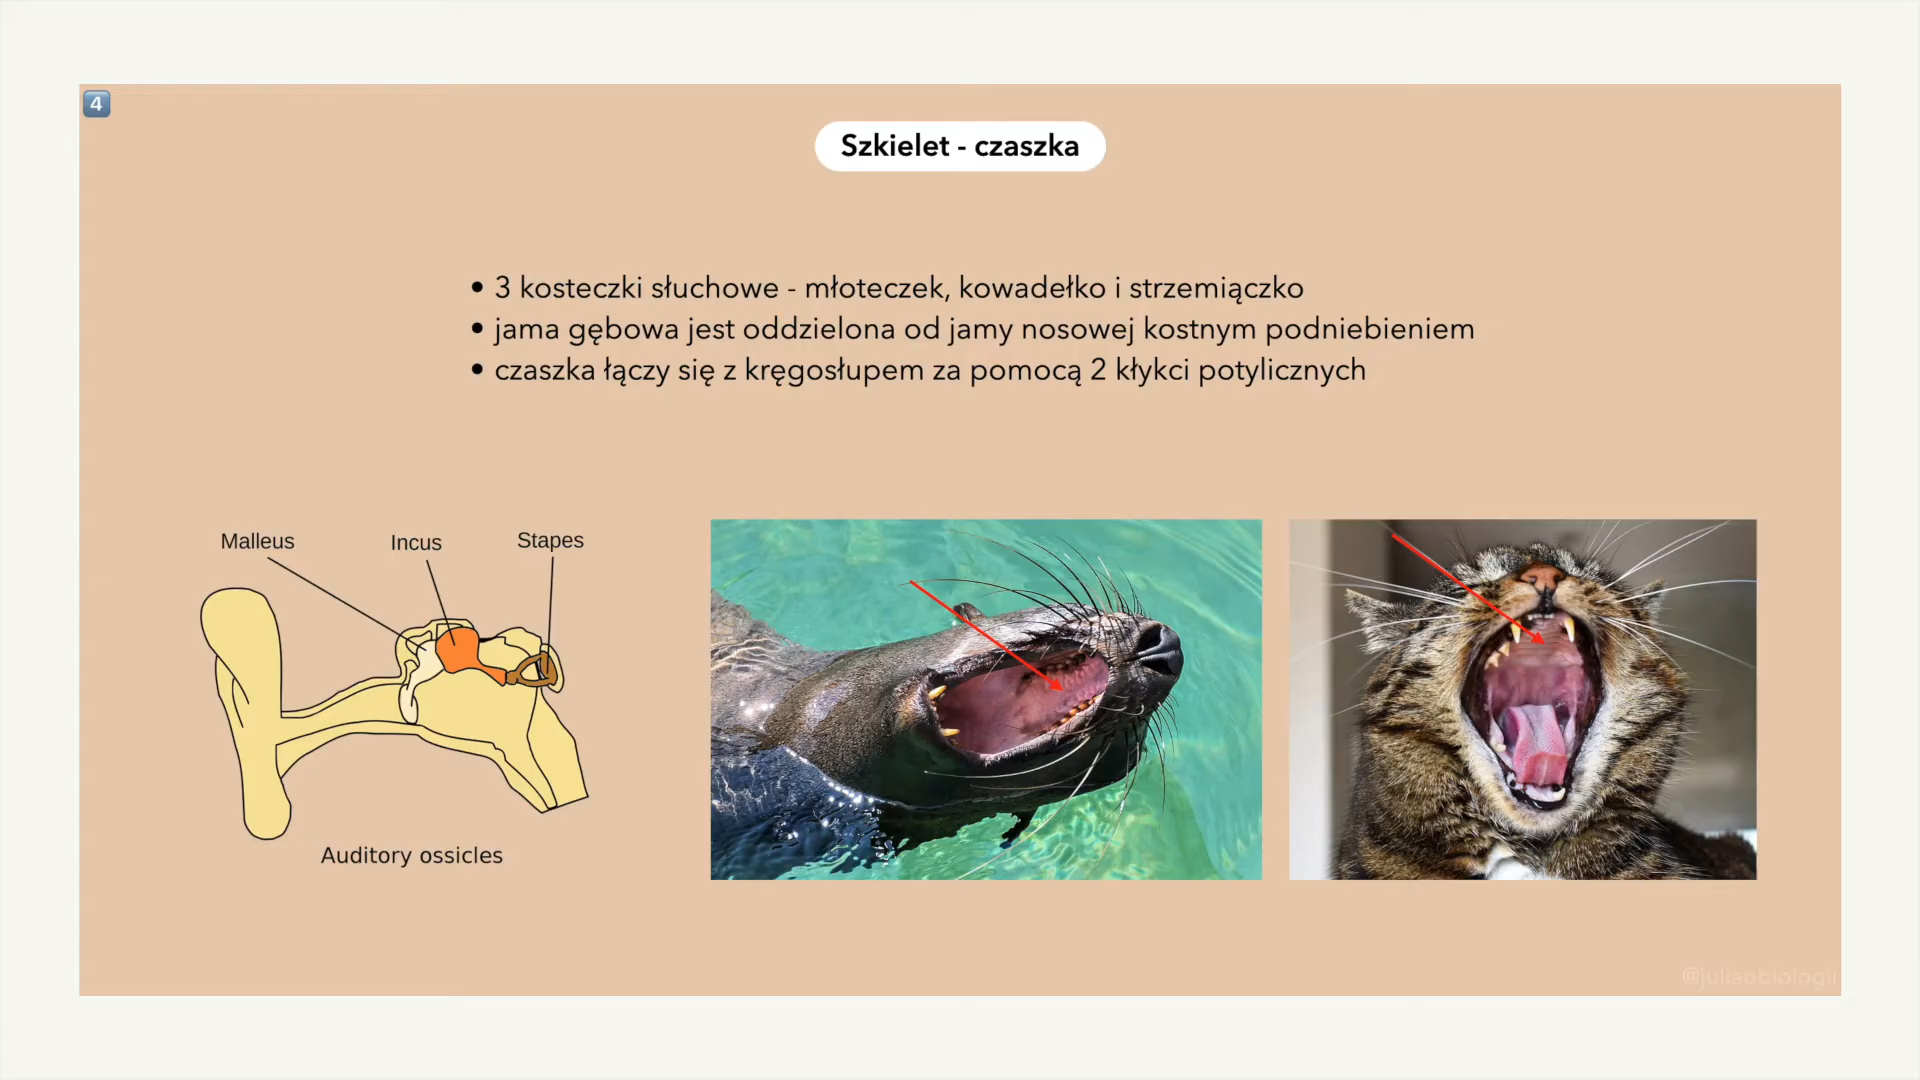 4
Szkielet - czaszka
• 3 kosteczki słuchowe - młoteczek, kowadełko i strzemiączko
• jama gębowa jest oddzielona od jamy nosowej kostnym podniebieniem
• czaszka łączy się z kręgosłupem za pomocą 2 kłykci potylicznych
Malleus
Incus
Stapes
Auditory ossicles
@juliaobiologii